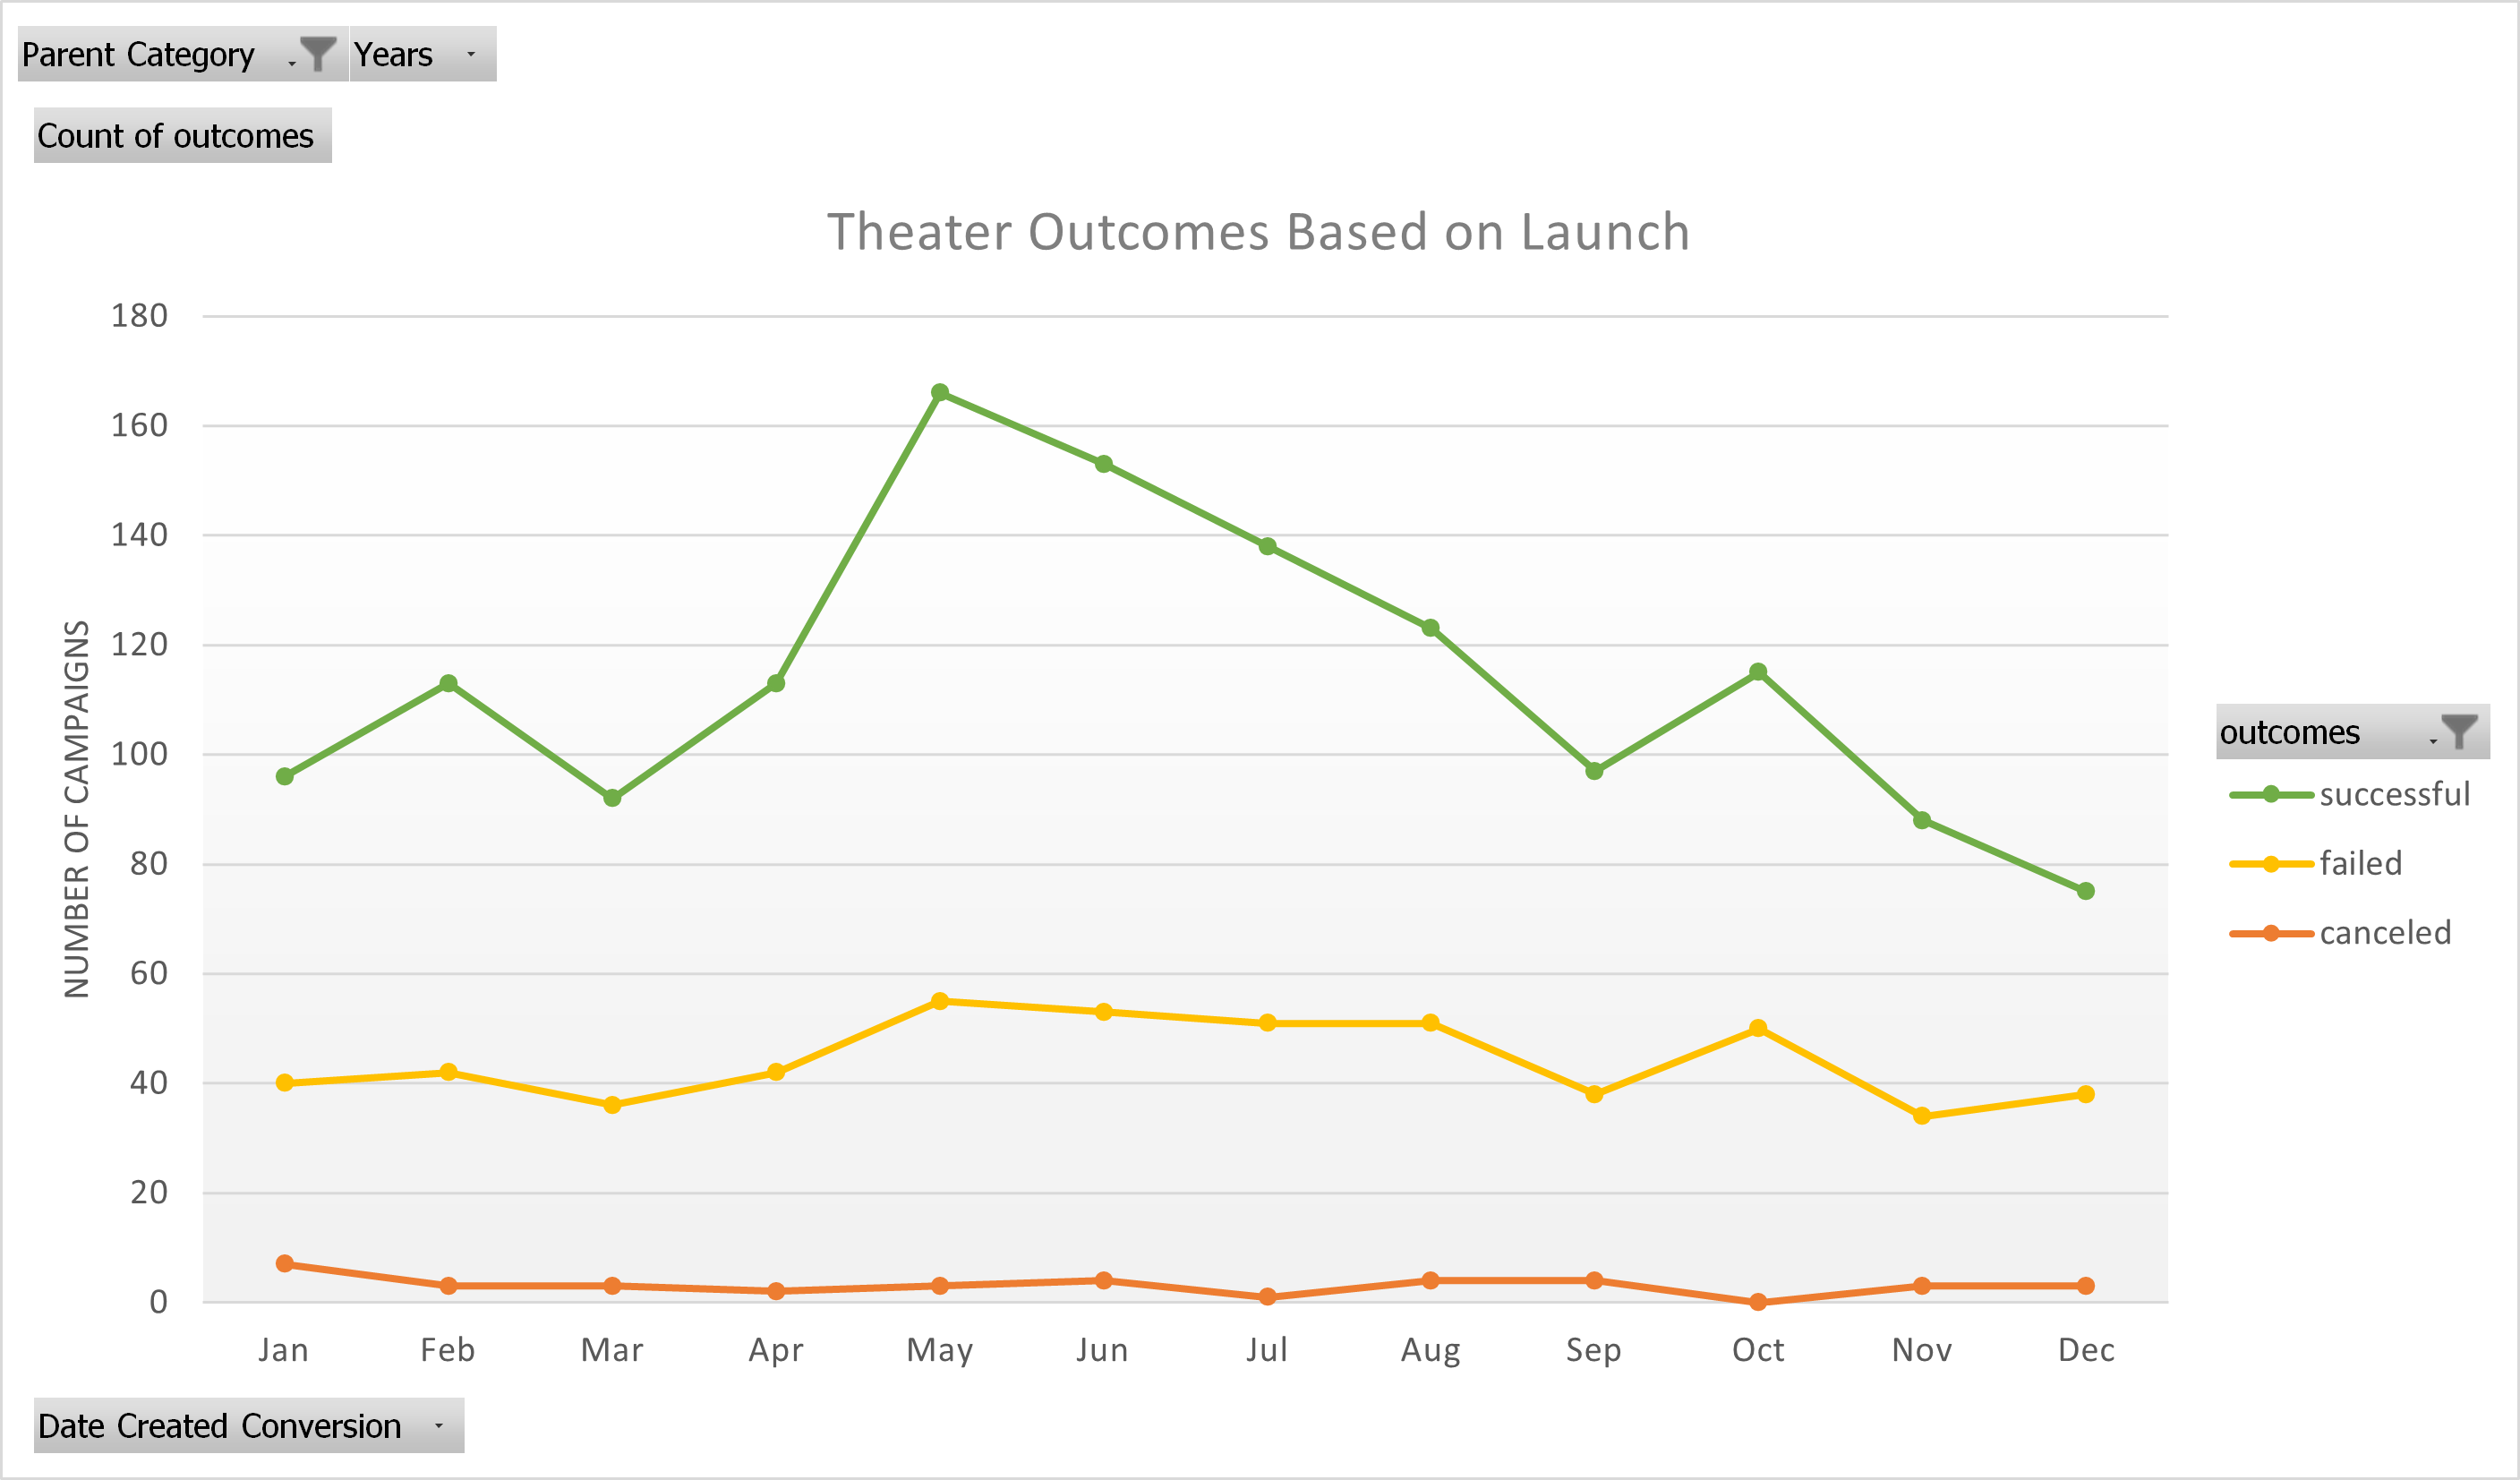 Parent Category Years
Count of outcomes
Theater Outcomes Based on Launch
180
160
140
120
100
80
60
40
20
0
NUMBER OF CAMPAIGNS
Jan Feb Mar Apr May Jun Jul Aug Sep Oct Nov Dec
outcomes
successful
failed
canceled
Date Created Conversion